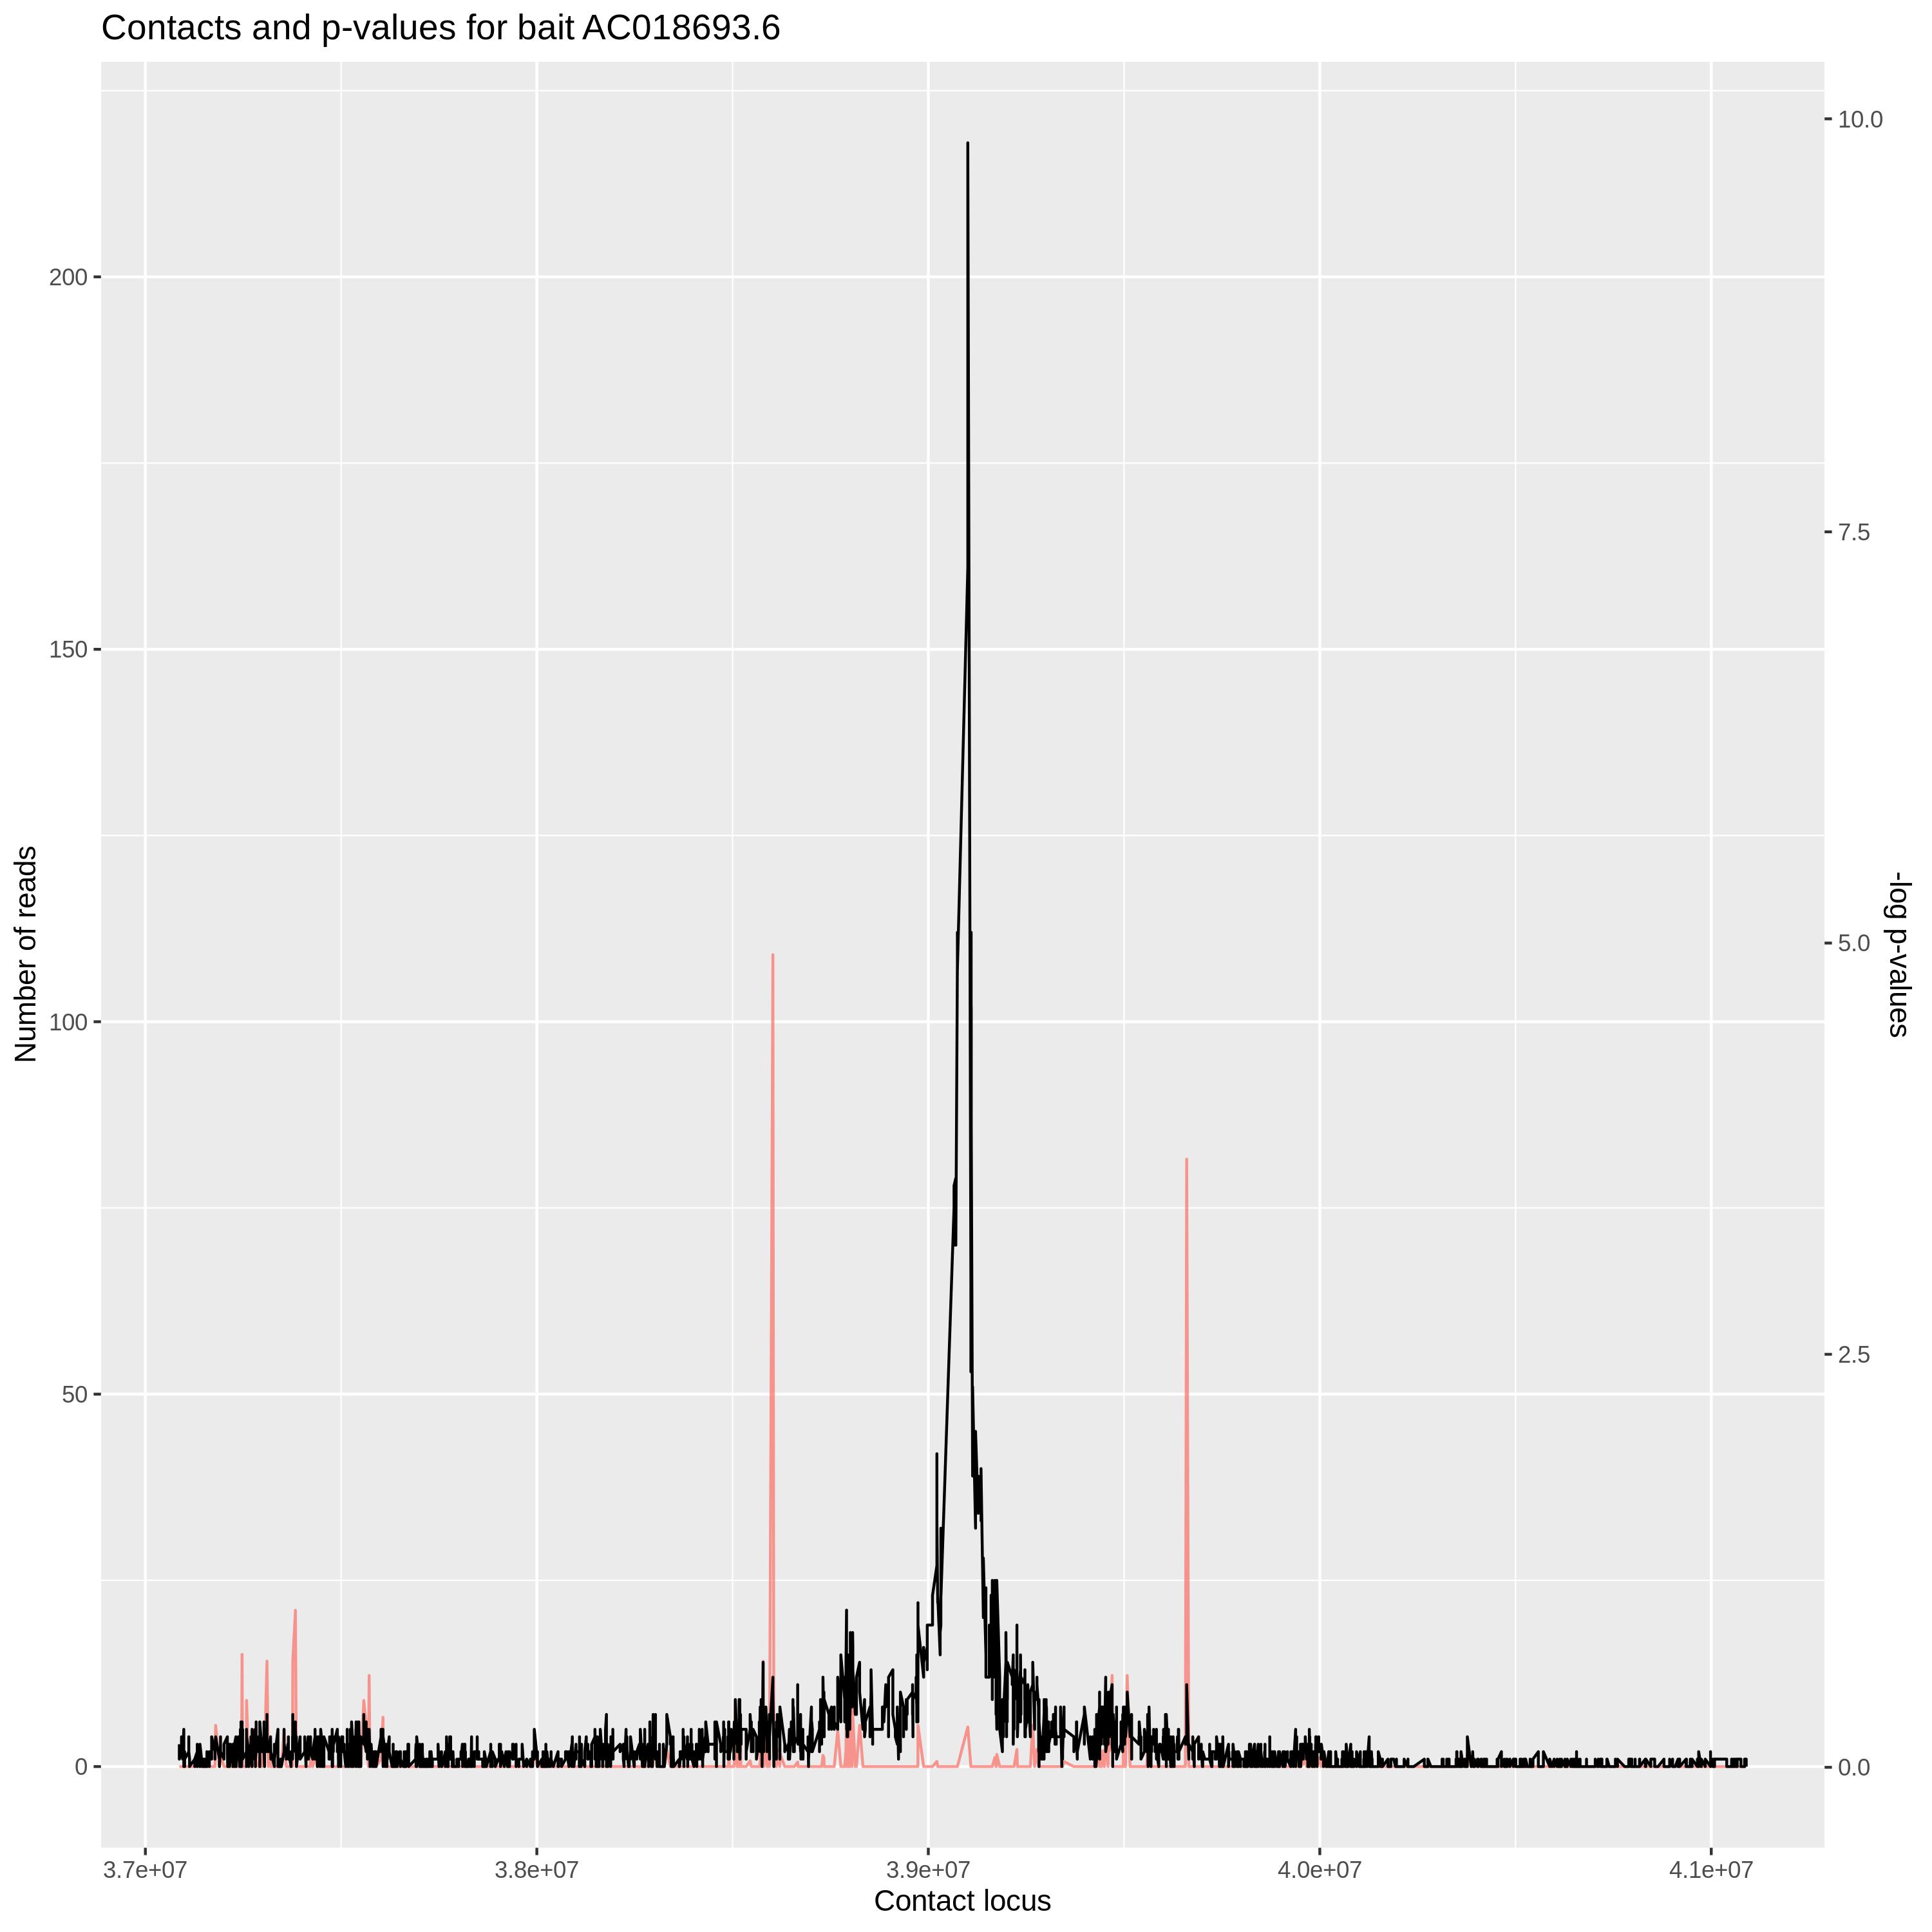 Contacts and p-values for bait AC018693.6
10.0
200
7.5
150
Number of reads
-log p-values
5.0
100
2.5
50
0
0.0
3.7e+07 3.8e+07 3.9e+07 4.0e+07 4.1e+07
Contact locus